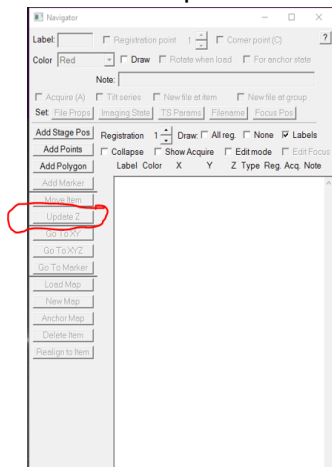 Navigator
Label: Registration point 1 Corner point (C) ?
Color Red Draw Rotate when load For anchor state
Note:
Acquire (A) Tilt series New file at item New file at group
Set: File Props Imaging State TS Params Filename Focus Pos
Add Stage Pos Registration 1 Draw: All reg. None Labels
Add Points Collapse Show Acquire Edit mode Edit Focus
Add Polygon Label Color X Y Z Type Reg. Acq. Note
Add Marker
Move Item
Update Z
Go To XY
Go To XYZ
Go To Marker
Load Map
New Map
Anchor Map
Delete Item
Realign to Item